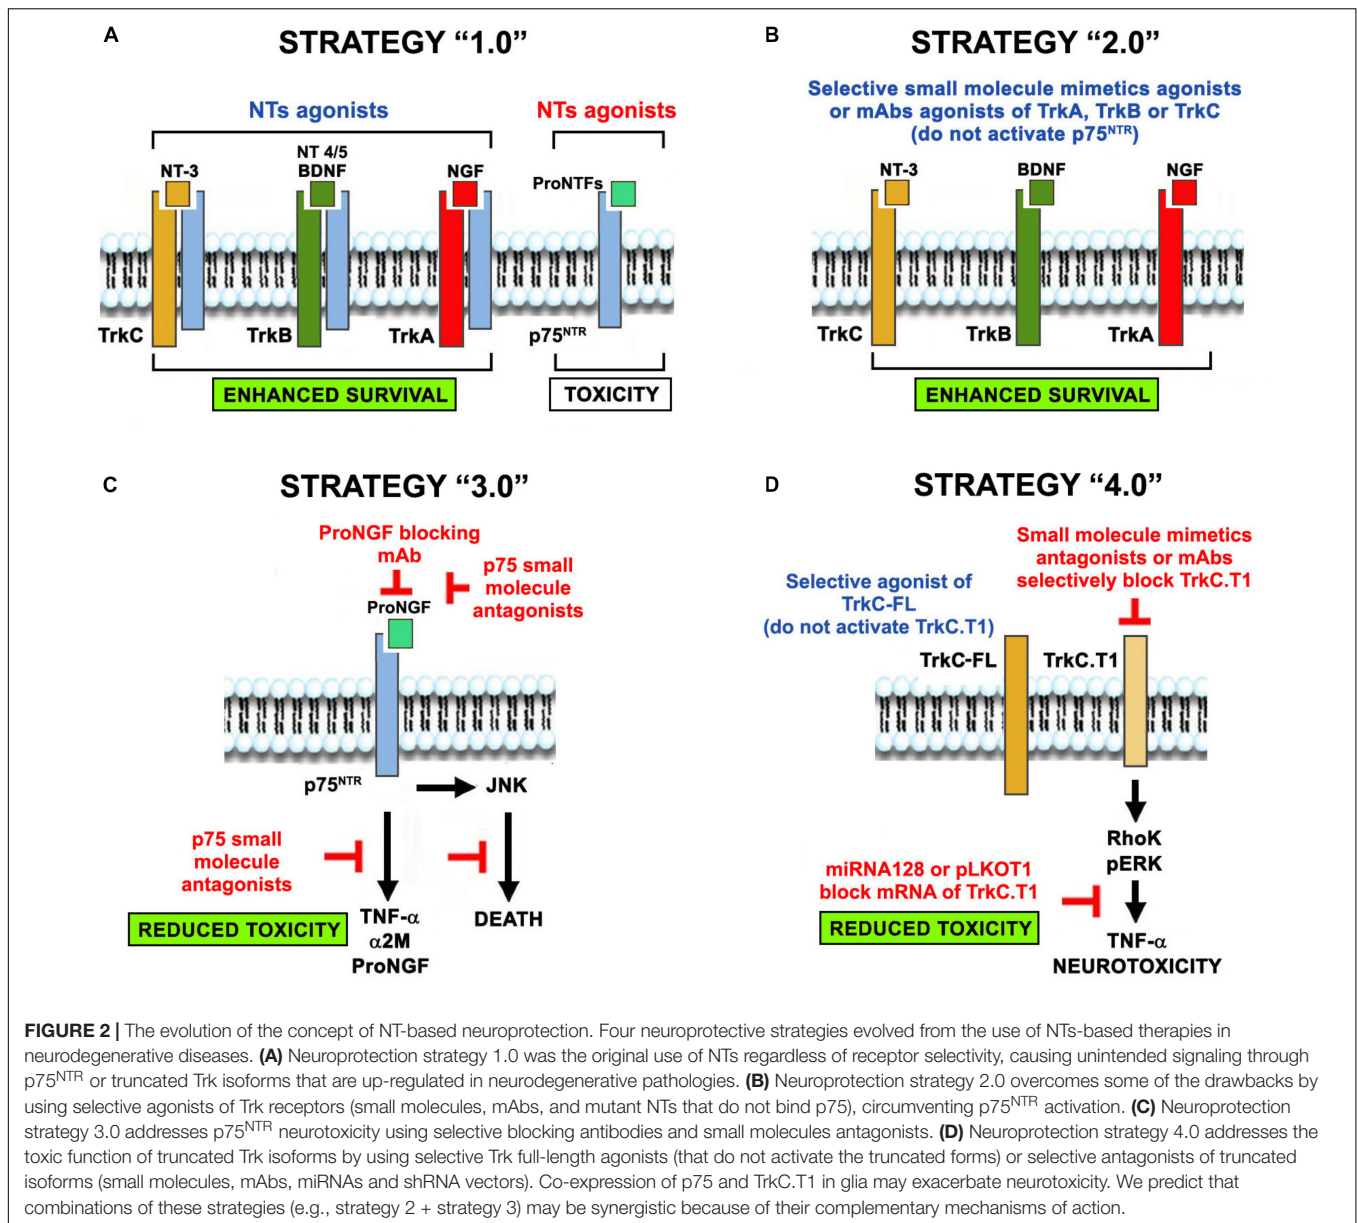 A
STRATEGY “1.0”
NTs agonists
NTs agonists
NT-3
NT 4/5
BDNF
NGF
ProNTFs
TrkC
TrkB
TrkA
p75NTR
ENHANCED SURVIVAL
TOXICITY
B
STRATEGY “2.0”
Selective small molecule mimetics agonists
or mAbs agonists of TrkA, TrkB or TrkC
(do not activate p75NTR)
NT-3
BDNF
NGF
TrkC
TrkB
TrkA
ENHANCED SURVIVAL
C
STRATEGY “3.0”
ProNGF blocking
mAb
p75 small
molecule
antagonists
ProNGF
p75NTR
JNK
p75 small
molecule
antagonists
REDUCED TOXICITY
TNF-α
α2M
ProNGF
DEATH
D
STRATEGY “4.0”
Small molecule mimetics
antagonists or mAbs
selectively block TrkC.T1
Selective agonist of
TrkC-FL
(do not activate TrkC.T1)
TrkC-FL
TrkC.T1
RhoK
pERK
miRNA128 or pLKOT1
block mRNA of TrkC.T1
REDUCED TOXICITY
TNF-α
NEUROTOXICITY
FIGURE 2 | The evolution of the concept of NT-based neuroprotection. Four neuroprotective strategies evolved from the use of NTs-based therapies in
neurodegenerative diseases. (A) Neuroprotection strategy 1.0 was the original use of NTs regardless of receptor selectivity, causing unintended signaling through
p75NTR or truncated Trk isoforms that are up-regulated in neurodegenerative pathologies. (B) Neuroprotection strategy 2.0 overcomes some of the drawbacks by
using selective agonists of Trk receptors (small molecules, mAbs, and mutant NTs that do not bind p75), circumventing p75NTR activation. (C) Neuroprotection
strategy 3.0 addresses p75NTR neurotoxicity using selective blocking antibodies and small molecules antagonists. (D) Neuroprotection strategy 4.0 addresses the
toxic function of truncated Trk isoforms by using selective Trk full-length agonists (that do not activate the truncated forms) or selective antagonists of truncated
isoforms (small molecules, mAbs, miRNAs and shRNA vectors). Co-expression of p75 and TrkC.T1 in glia may exacerbate neurotoxicity. We predict that
combinations of these strategies (e.g., strategy 2 + strategy 3) may be synergistic because of their complementary mechanisms of action.